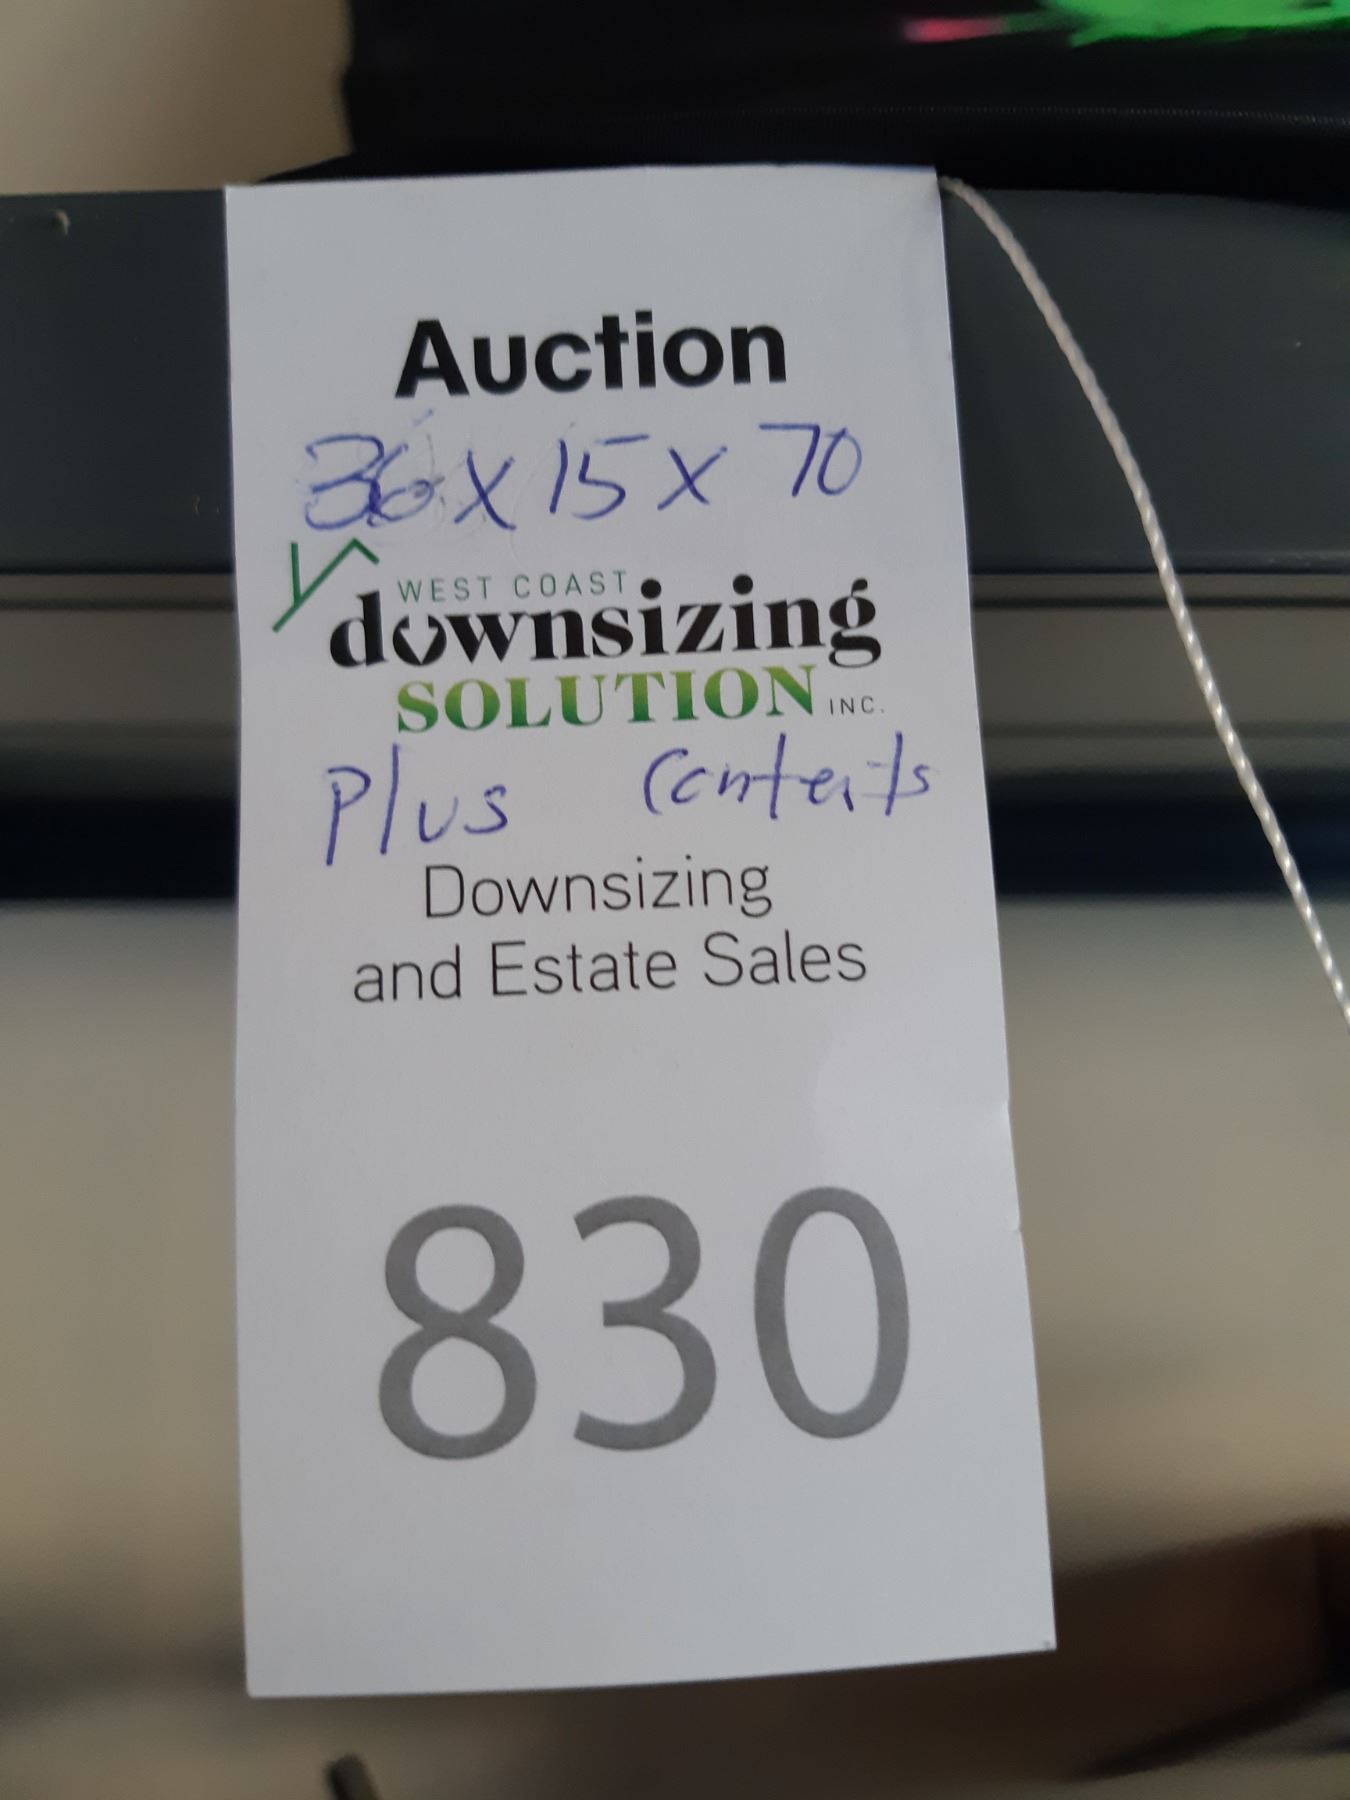 Auction
36 x 15 x 70
WEST COAST
downsizing
SOLUTION INC.
Plus Contents
Downsizing
and Estate Sales
830